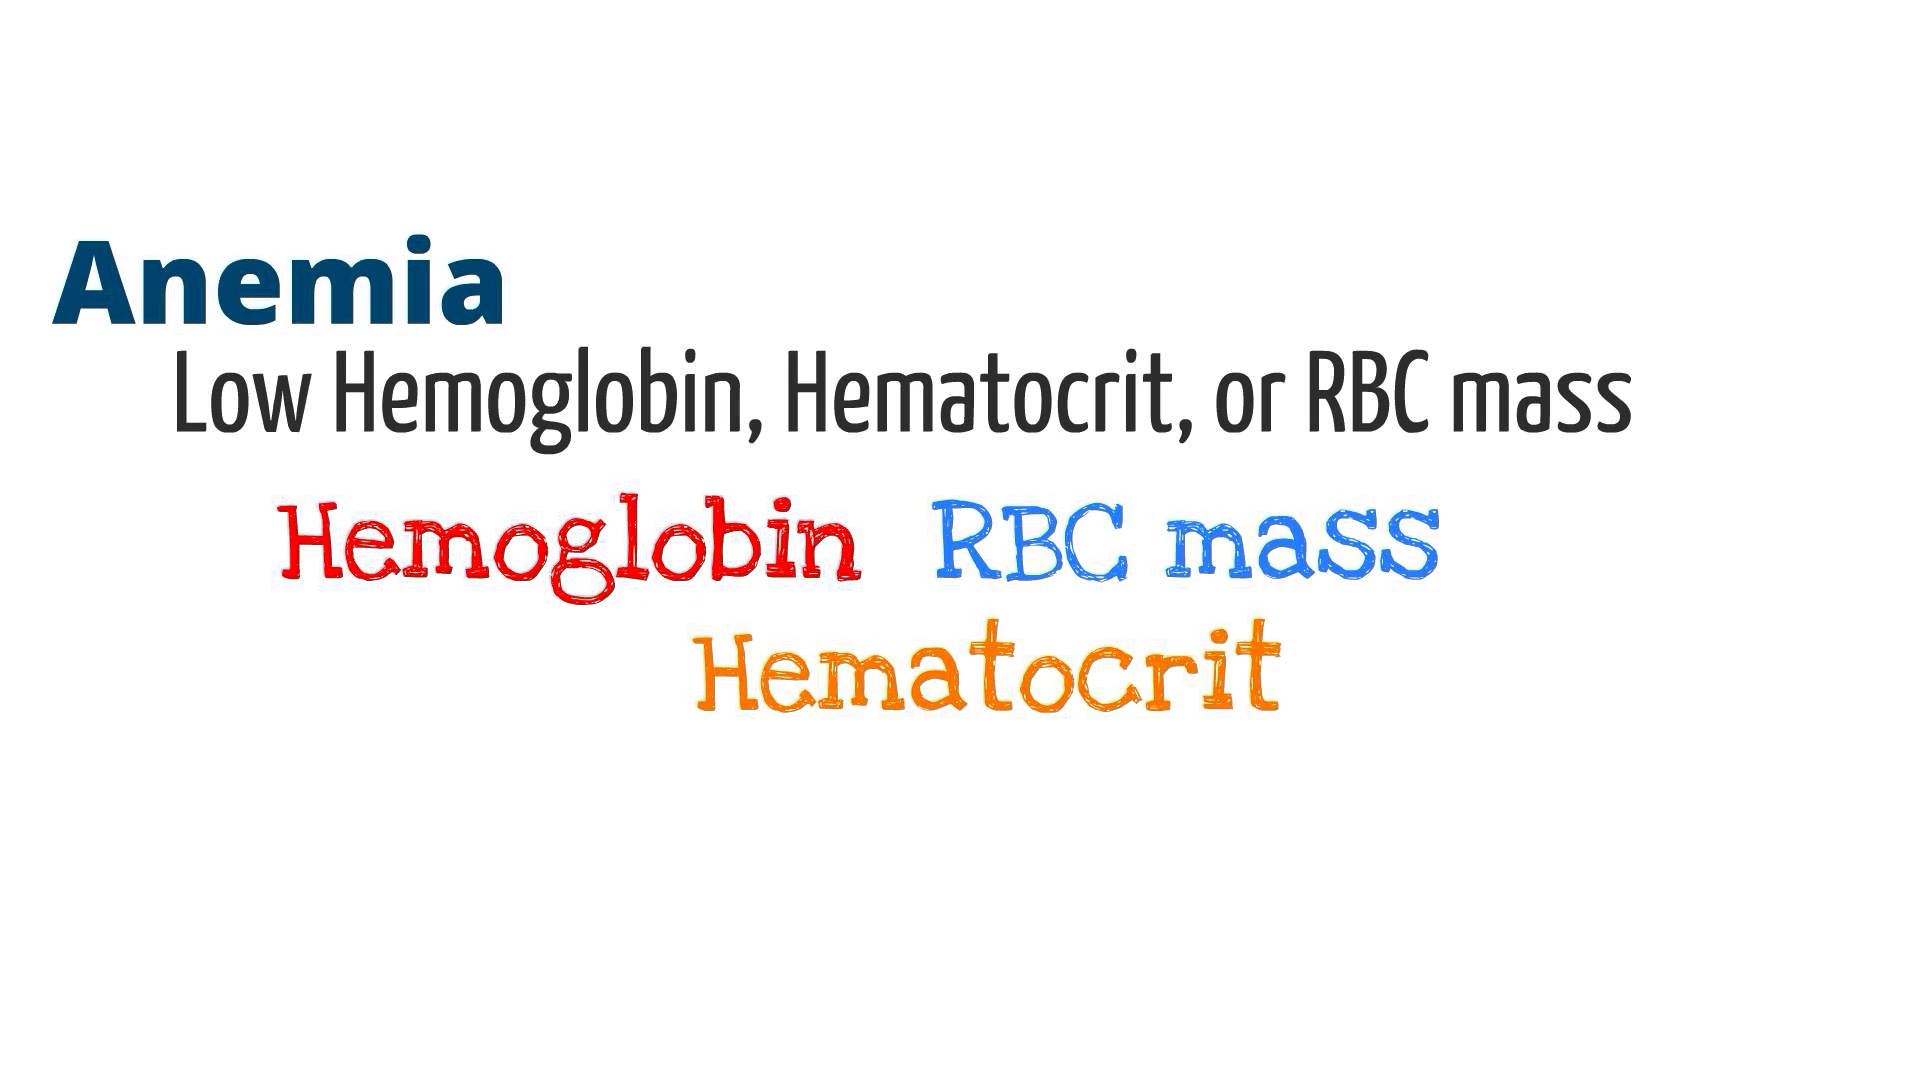 Anemia
Low Hemoglobin, Hematocrit, or RBC mass
Hemoglobin RBC mass
Hematocrit